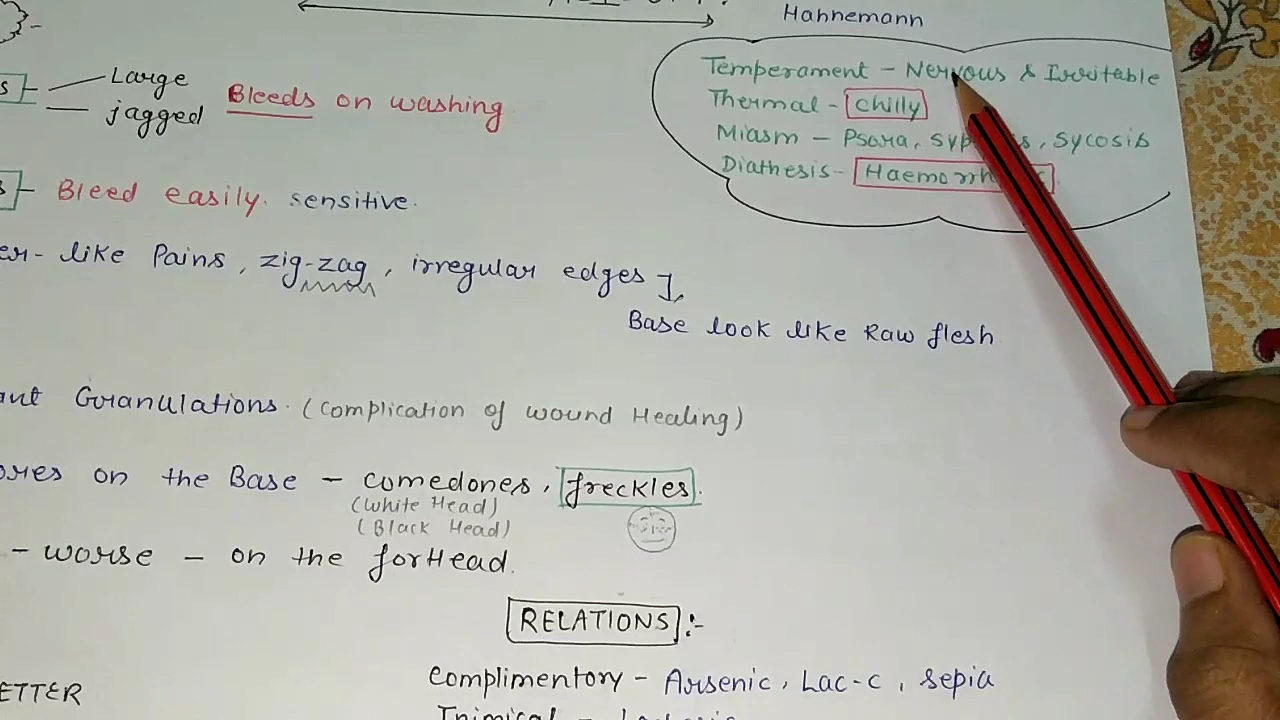 Hahnemann
Large
jagged
Bleeds on washing
Temperament - Nervous & Irritable
Thermal - Chilly
Miasm - Psora, Sycosis
Diathesis -
Bleed easily. sensitive.
like Pains, zig-zag, irregular edges
Base look like Raw flesh
Granulations. (complication of wound Healing)
on the Base - comedones, freckles.
(White Head)
(Black Head)
- worse - on the forHead.
RELATIONS :-
Complimentory - Arsenic, Lac-c, sepia